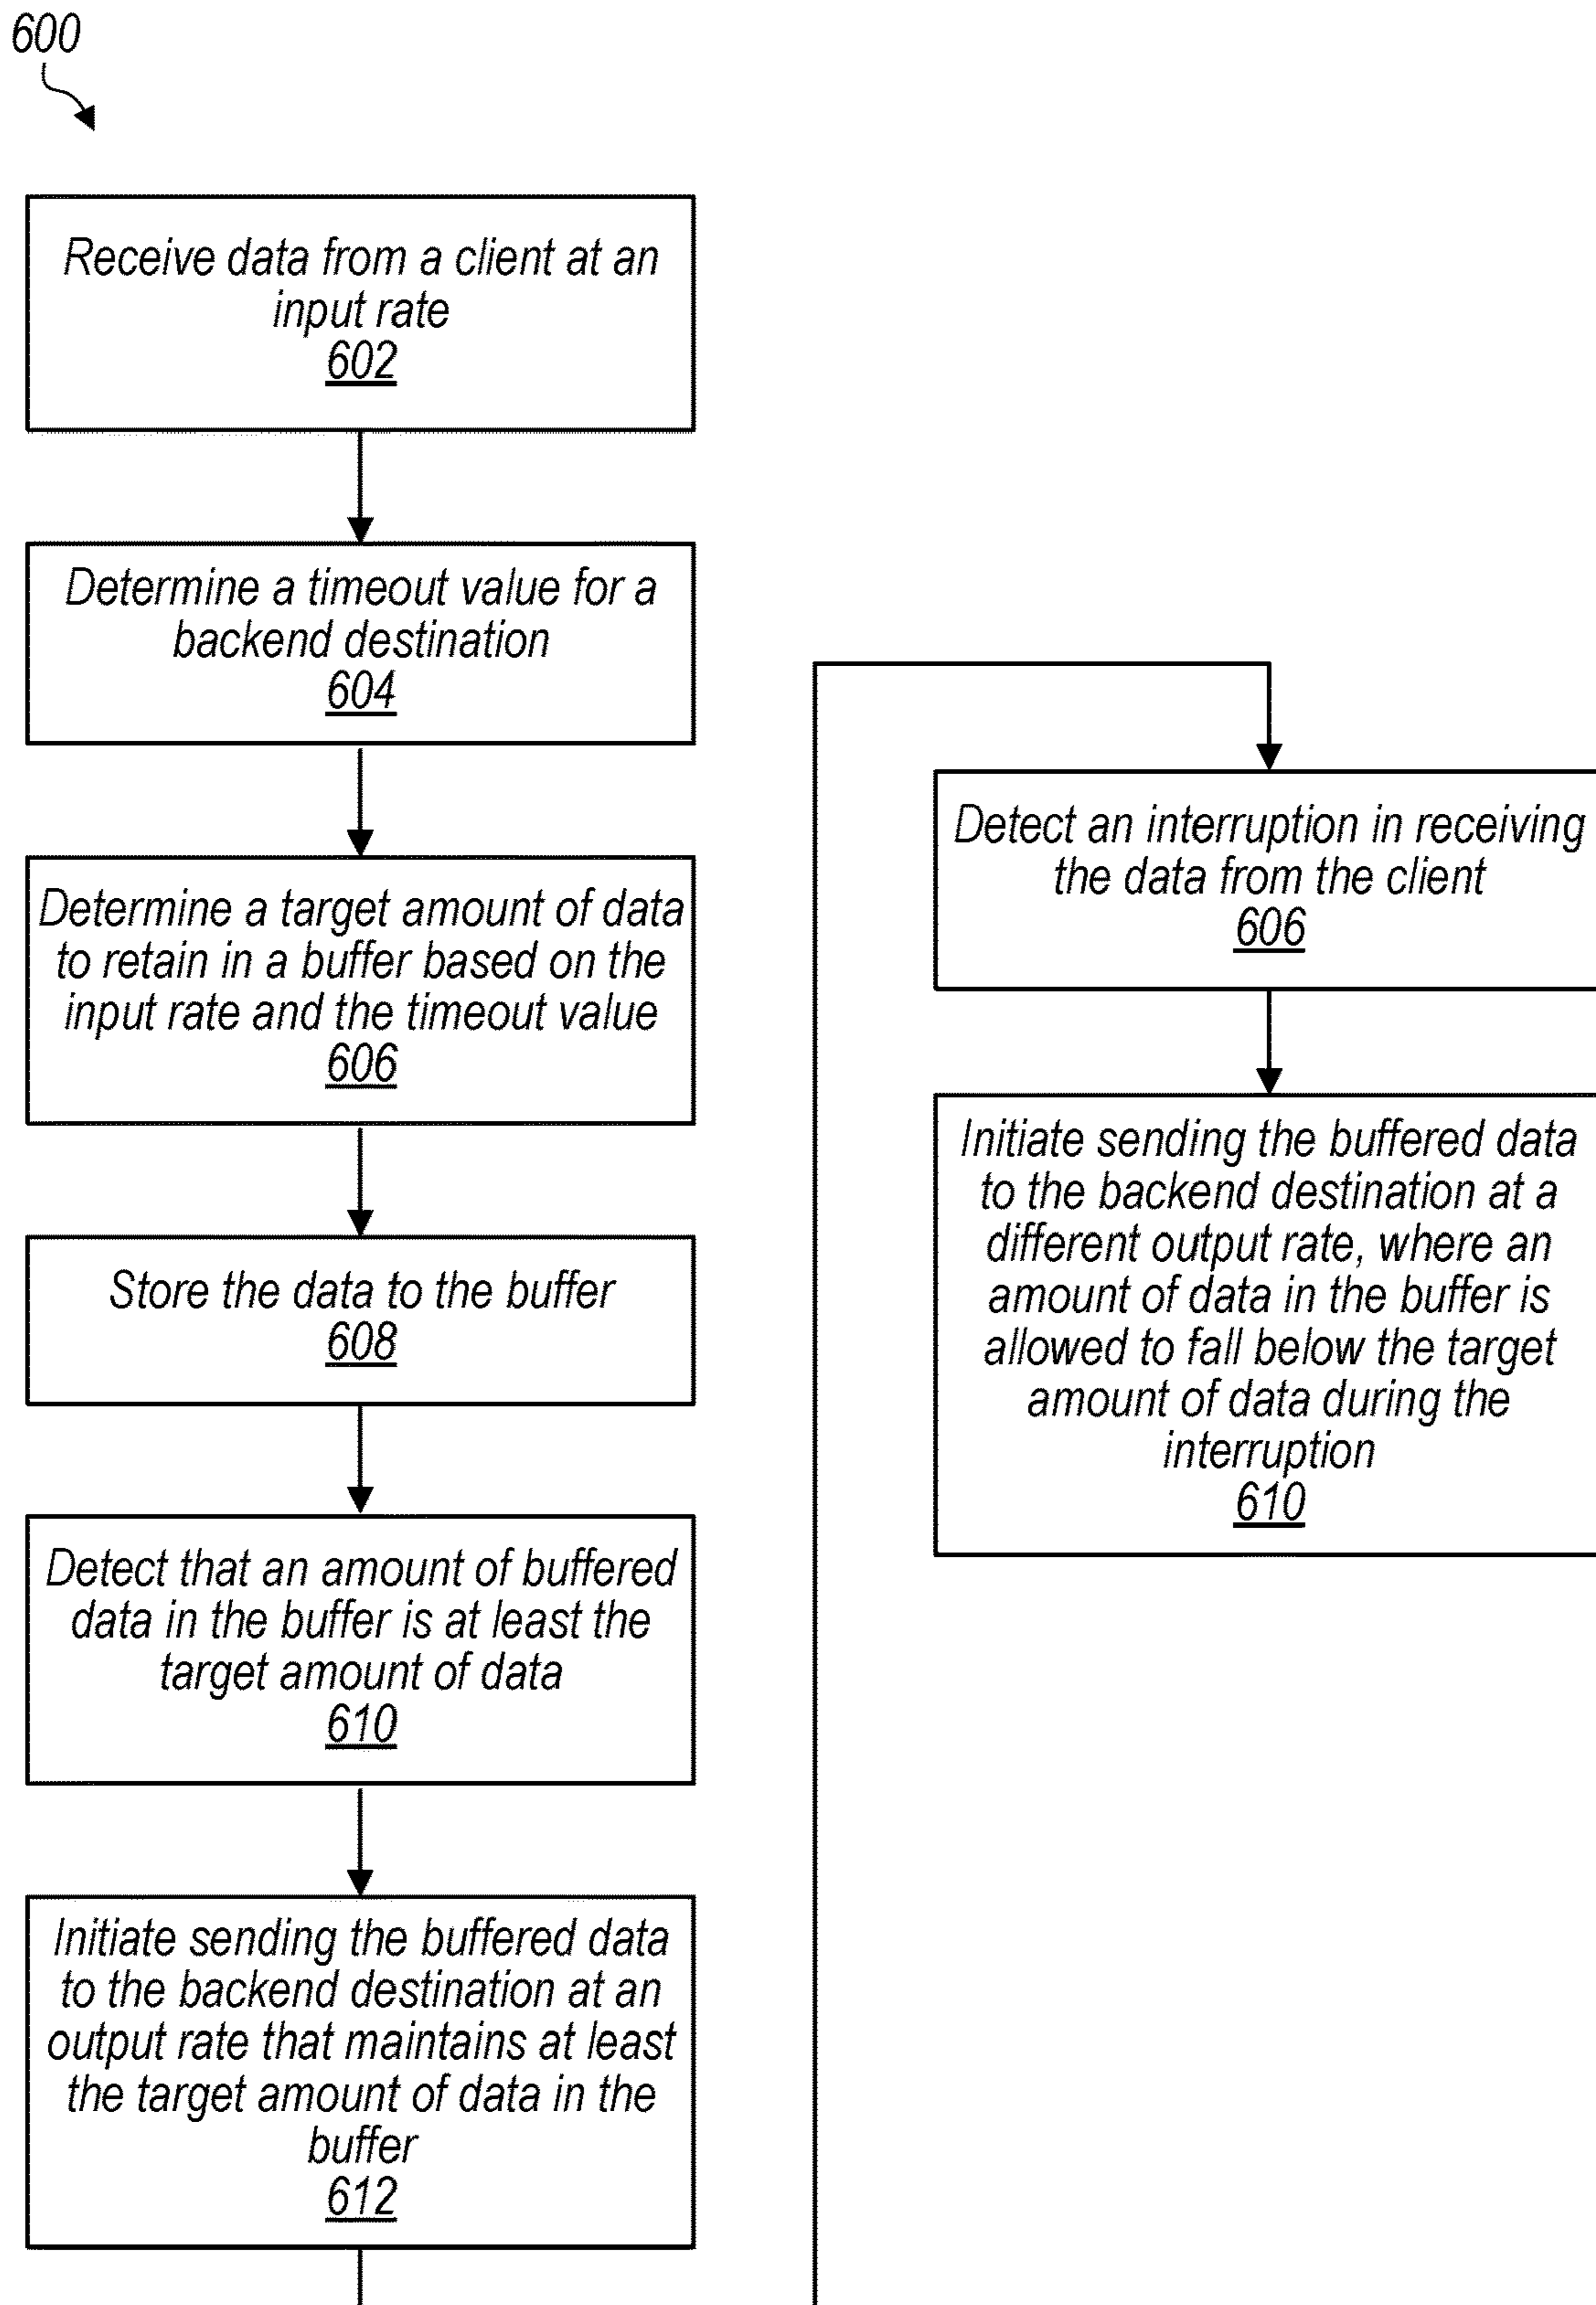 600
Receive data from a client at an
input rate
602
Determine a timeout value for a
backend destination
604
Determine a target amount of data
to retain in a buffer based on the
input rate and the timeout value
606
Store the data to the buffer
608
Detect that an amount of buffered
data in the buffer is at least the
target amount of data
610
Initiate sending the buffered data
to the backend destination at an
output rate that maintains at least
the target amount of data in the
buffer
612
Detect an interruption in receiving
the data from the client
606
Initiate sending the buffered data
to the backend destination at a
different output rate, where an
amount of data in the buffer is
allowed to fall below the target
amount of data during the
interruption
610